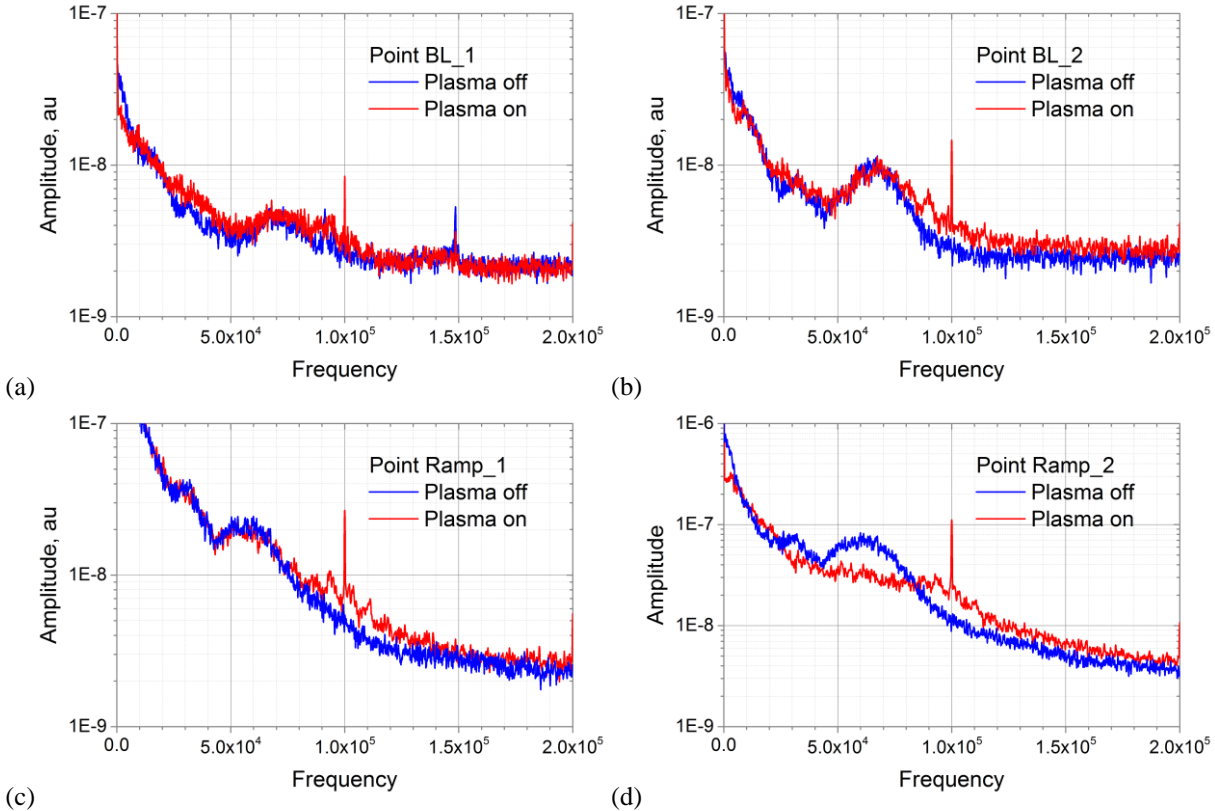 1E-7
Point BL_1
Plasma off
Plasma on
1E-8
1E-9
Amplitude, au
0.0 5.0x10⁴ 1.0x10⁵ 1.5x10⁵ 2.0x10⁵
Frequency
(a)
1E-7
Point BL_2
Plasma off
Plasma on
1E-8
1E-9
Amplitude, au
0.0 5.0x10⁴ 1.0x10⁵ 1.5x10⁵ 2.0x10⁵
Frequency
(b)
1E-7
Point Ramp_1
Plasma off
Plasma on
1E-8
1E-9
Amplitude, au
0.0 5.0x10⁴ 1.0x10⁵ 1.5x10⁵ 2.0x10⁵
Frequency
(c)
1E-6
Point Ramp_2
Plasma off
Plasma on
1E-7
1E-8
1E-9
Amplitude
0.0 5.0x10⁴ 1.0x10⁵ 1.5x10⁵ 2.0x10⁵
Frequency
(d)